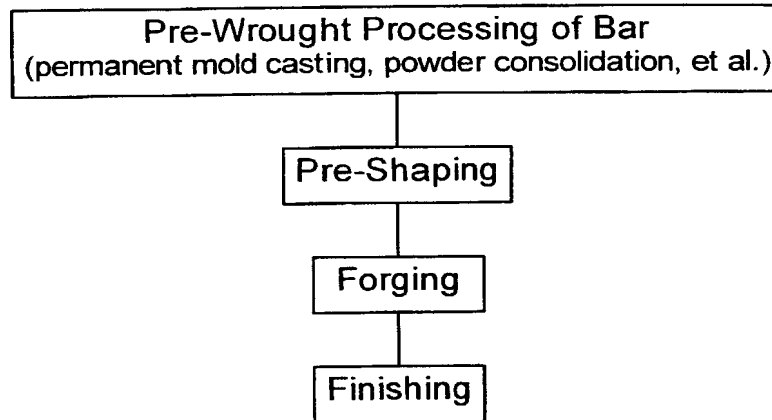 Pre-Wrought Processing of Bar
(permanent mold casting, powder consolidation, et al.)
Pre-Shaping
Forging
Finishing